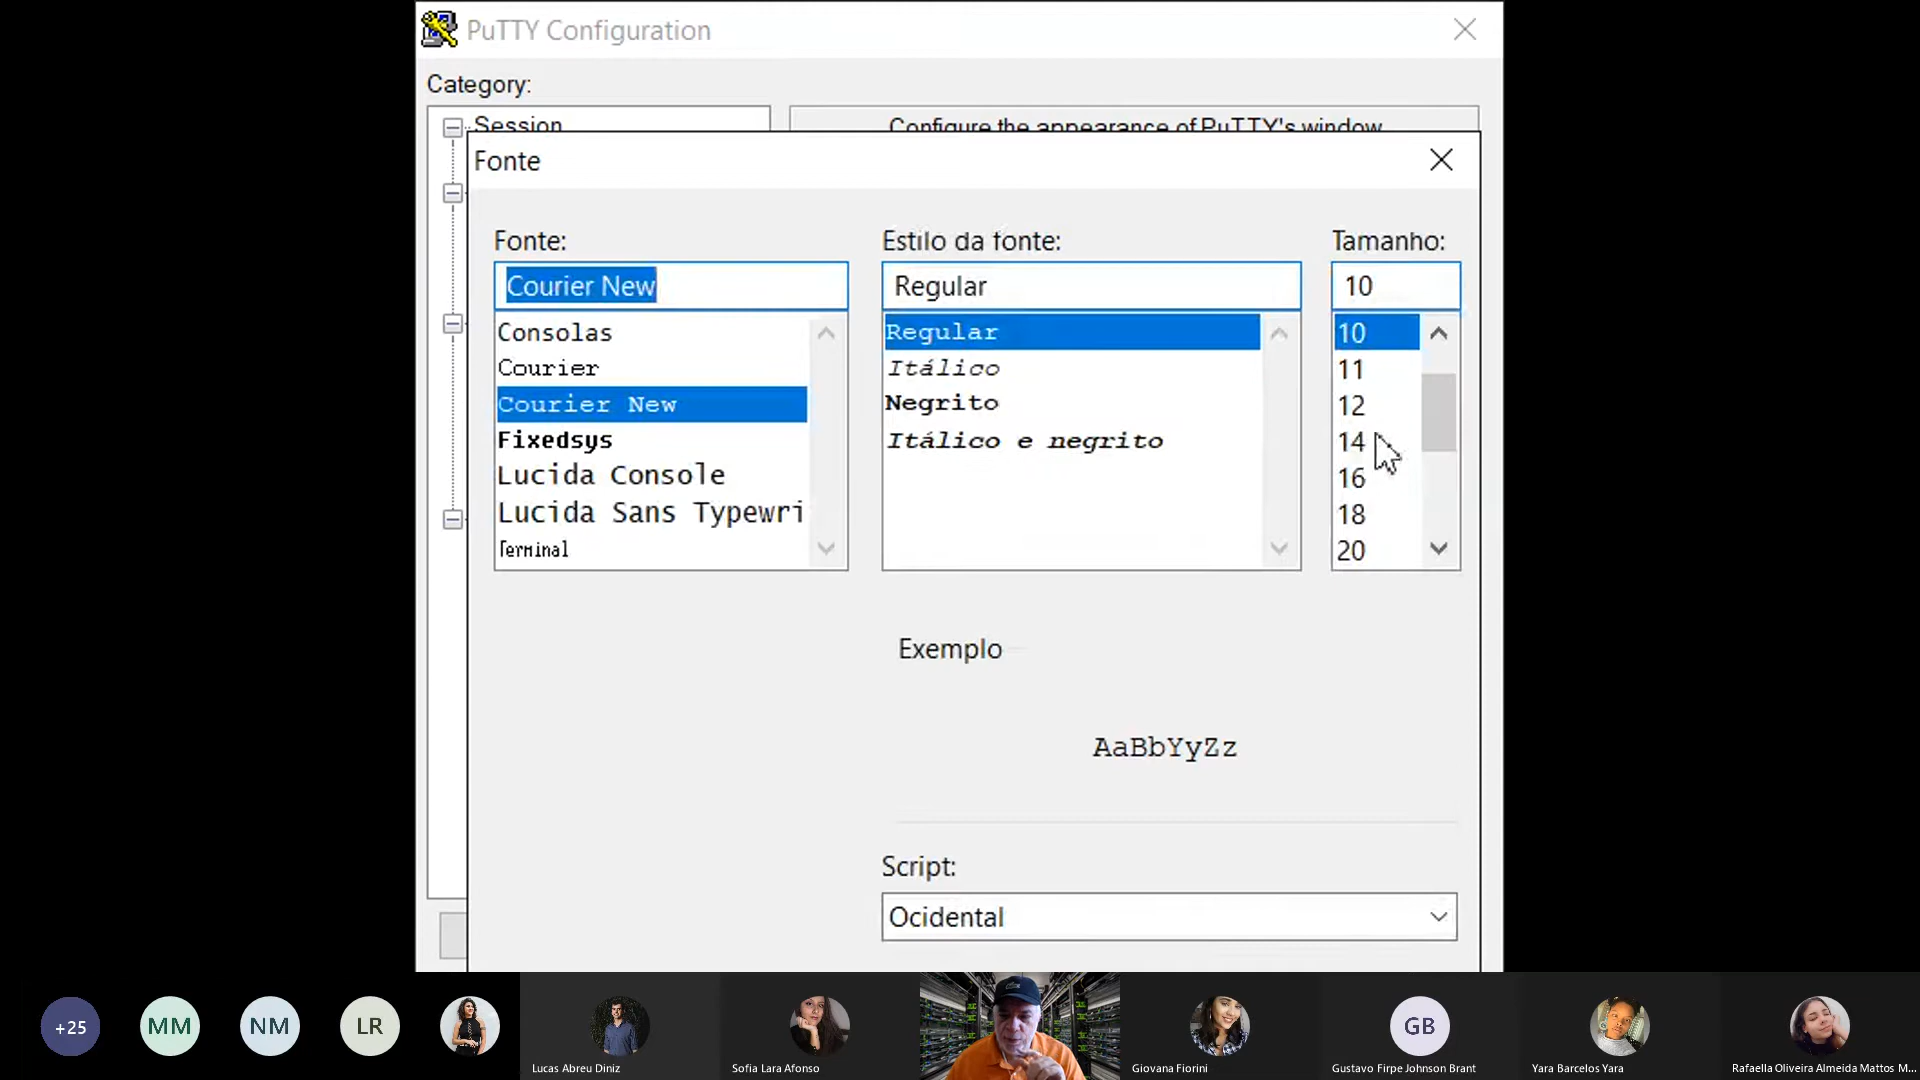 PuTTY Configuration
Category:
Session
Configure the appearance of PuTTY's window
Fonte
Fonte:
Estilo da fonte:
Tamanho:
Courier New
Regular
10
Consolas
Courier
Courier New
Fixedsys
Lucida Console
Lucida Sans Typewri
Terminal
Regular
Itálico
Negrito
Itálico e negrito
10
11
12
14
16
18
20
Exemplo
AaBbYyZz
Script:
Ocidental
+25
MM
NM
LR
GB
Lucas Abreu Diniz
Sofia Lara Afonso
Giovana Fiorini
Gustavo Firpe Johnson Brant
Yara Barcelos Yara
Rafaella Oliveira Almeida Mattos M...